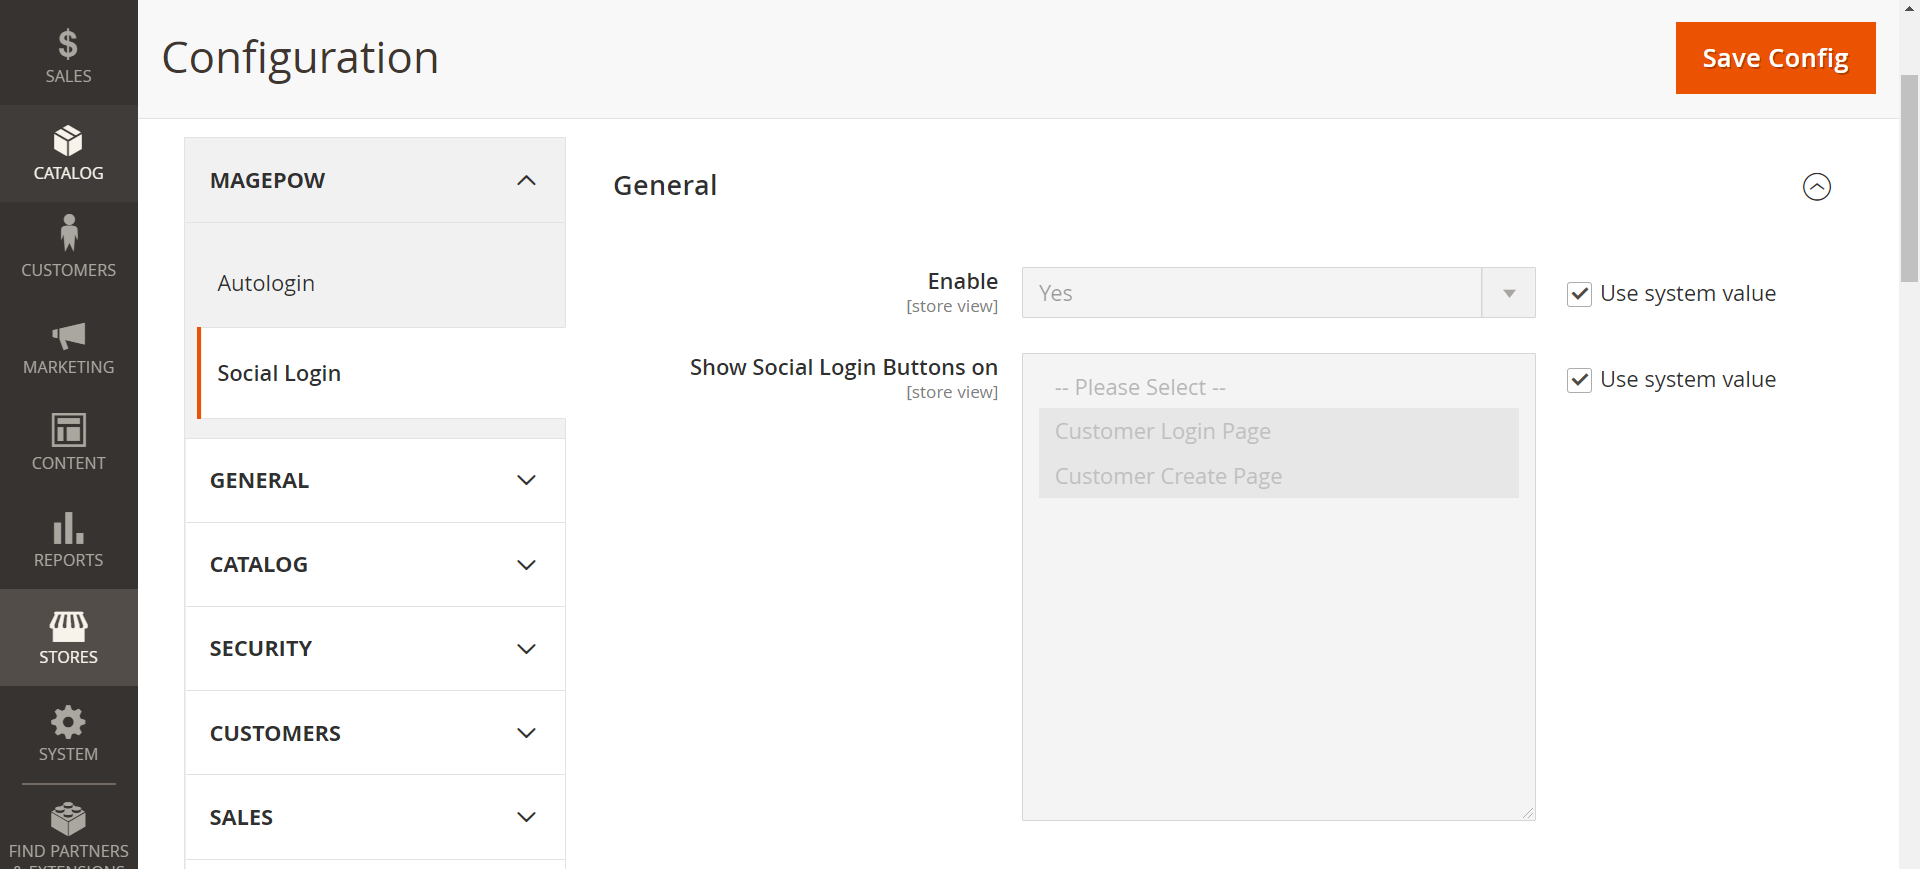 SALES
CATALOG
CUSTOMERS
MARKETING
CONTENT
REPORTS
STORES
SYSTEM
FIND PARTNERS
& EXTENSIONS
Configuration
Save Config
MAGEPOW
Autologin
Social Login
GENERAL
CATALOG
SECURITY
CUSTOMERS
SALES
General
Enable
[store view]
Yes
Use system value
Show Social Login Buttons on
[store view]
-- Please Select --
Customer Login Page
Customer Create Page
Use system value